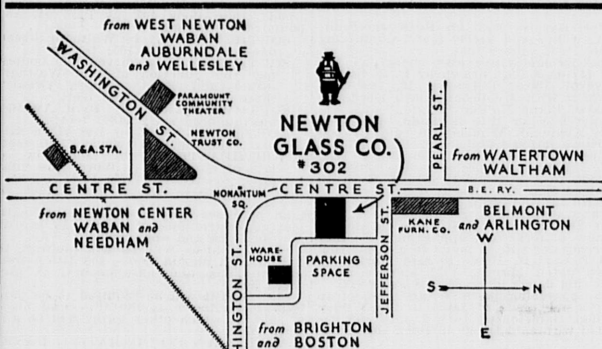 from WEST NEWTON
WABAN
AUBURNDALE
and WELLESLEY
WASHINGTON ST.
PARAMOUNT
COMMUNITY
THEATER
NEWTON
TRUST CO.
B.&A. STA.
NEWTON
GLASS CO.
#302
PEARL ST.
from WATERTOWN
WALTHAM
CENTRE ST.
NONANTUM
SQ.
CENTRE ST.
B.E. RY.
from NEWTON CENTER
WABAN and
NEEDHAM
KANE
FURN. CO.
BELMONT
and ARLINGTON
WARE-
HOUSE
PARKING
SPACE
JEFFERSON ST.
HINGTON ST.
from BRIGHTON
and BOSTON
W
S
N
E